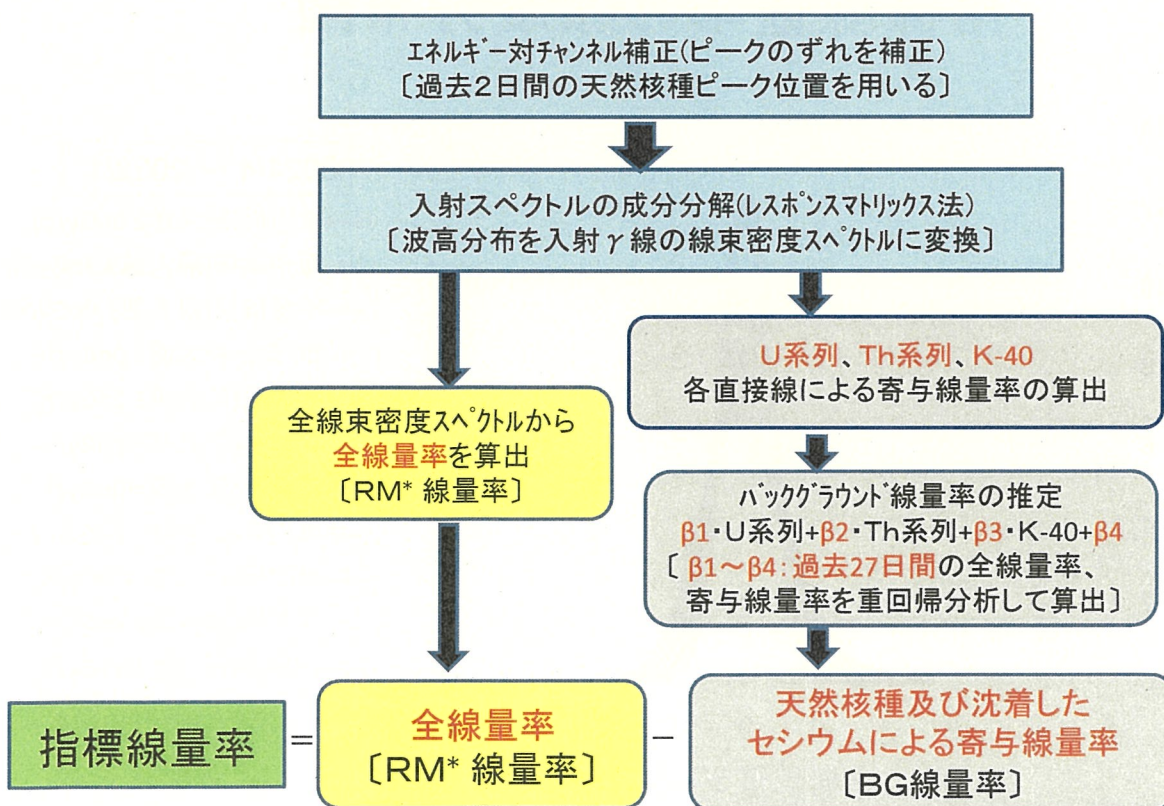 エネルギー対チャンネル補正(ピークのずれを補正)
〔過去2日間の天然核種ピーク位置を用いる〕
入射スペクトルの成分分解(レスポンスマトリックス法)
〔波高分布を入射γ線の線束密度スペクトルに変換〕
U系列、Th系列、K-40
各直接線による寄与線量率の算出
全線束密度スペクトルから
全線量率を算出
〔RM* 線量率〕
バックグラウンド線量率の推定
β1・U系列+β2・Th系列+β3・K-40+β4
〔 β1～β4:過去27日間の全線量率、
寄与線量率を重回帰分析して算出〕
指標線量率
=
全線量率
〔RM* 線量率〕
－
天然核種及び沈着した
セシウムによる寄与線量率
〔BG線量率〕